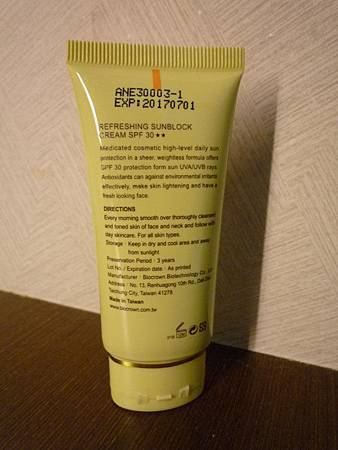 ANE30003-1
EXP:20170701
REFRESHING SUNBLOCK
CREAM SPF 30★★
Medicated cosmetic high-level daily sun
protection in a sheer, weightless formula offers
SPF 30 protection form sun UVA/UVB rays
Antioxidants can against environmental irritants
effectively, make skin lightening and have a
fresh looking face.
DIRECTIONS
Every morning smooth over thoroughly cleansed
and toned skin of face and neck and follow with
day skincare. For all skin types.
Storage : Keep in dry and cool area and away
from sunlight
Preservation Period : 3 years
Lot No./ Expiration date : As printed
Manufacturer : Biocrown Biotechnology Co.,
Address : No. 13, Renhuagong 10th Rd., Dali Dist.,
Taichung City, Taiwan 41278
Made in Taiwan
www.biocrown.com.tw